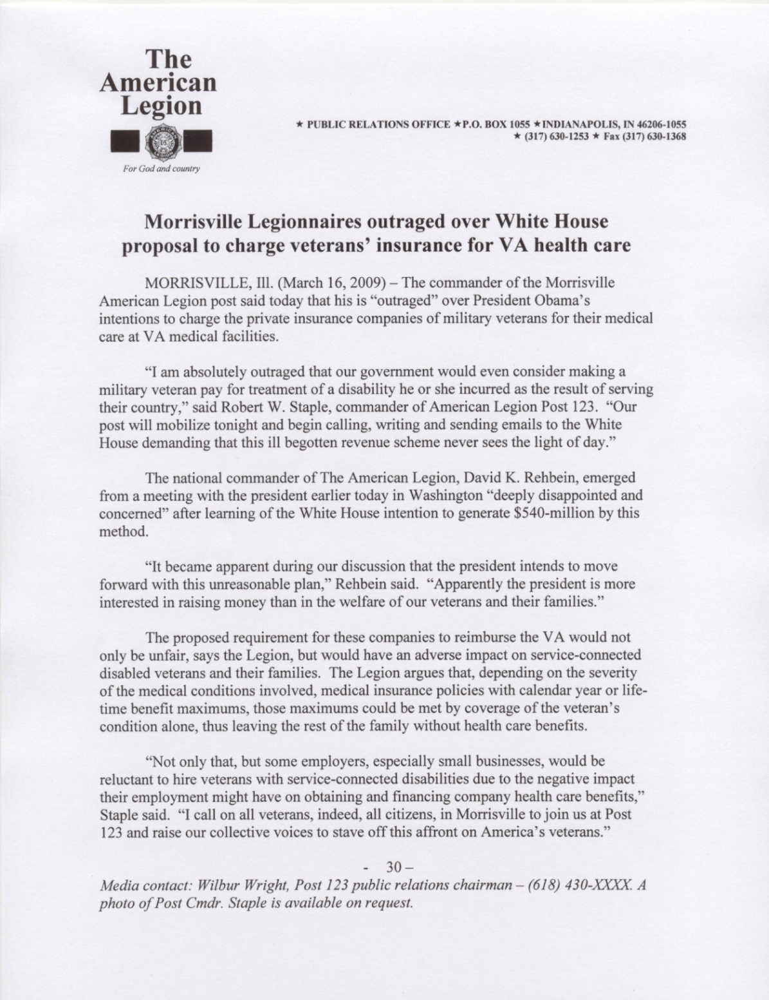 The
American
Legion
★ PUBLIC RELATIONS OFFICE ★P.O. BOX 1055 ★INDIANAPOLIS, IN 46206-1055
★ (317) 630-1253 ★ Fax (317) 630-1368
AMERICAN
US
LEGION
For God and country
Morrisville Legionnaires outraged over White House
proposal to charge veterans’ insurance for VA health care
MORRISVILLE, Ill. (March 16, 2009) – The commander of the Morrisville
American Legion post said today that his is “outraged” over President Obama’s
intentions to charge the private insurance companies of military veterans for their medical
care at VA medical facilities.
“I am absolutely outraged that our government would even consider making a
military veteran pay for treatment of a disability he or she incurred as the result of serving
their country,” said Robert W. Staple, commander of American Legion Post 123.  “Our
post will mobilize tonight and begin calling, writing and sending emails to the White
House demanding that this ill begotten revenue scheme never sees the light of day.”
The national commander of The American Legion, David K. Rehbein, emerged
from a meeting with the president earlier today in Washington “deeply disappointed and
concerned” after learning of the White House intention to generate $540-million by this
method.
“It became apparent during our discussion that the president intends to move
forward with this unreasonable plan,” Rehbein said.  “Apparently the president is more
interested in raising money than in the welfare of our veterans and their families.”
The proposed requirement for these companies to reimburse the VA would not
only be unfair, says the Legion, but would have an adverse impact on service-connected
disabled veterans and their families.  The Legion argues that, depending on the severity
of the medical conditions involved, medical insurance policies with calendar year or life-
time benefit maximums, those maximums could be met by coverage of the veteran’s
condition alone, thus leaving the rest of the family without health care benefits.
“Not only that, but some employers, especially small businesses, would be
reluctant to hire veterans with service-connected disabilities due to the negative impact
their employment might have on obtaining and financing company health care benefits,”
Staple said.  “I call on all veterans, indeed, all citizens, in Morrisville to join us at Post
123 and raise our collective voices to stave off this affront on America’s veterans.”
- 30 –
Media contact: Wilbur Wright, Post 123 public relations chairman – (618) 430-XXXX. A
photo of Post Cmdr. Staple is available on request.